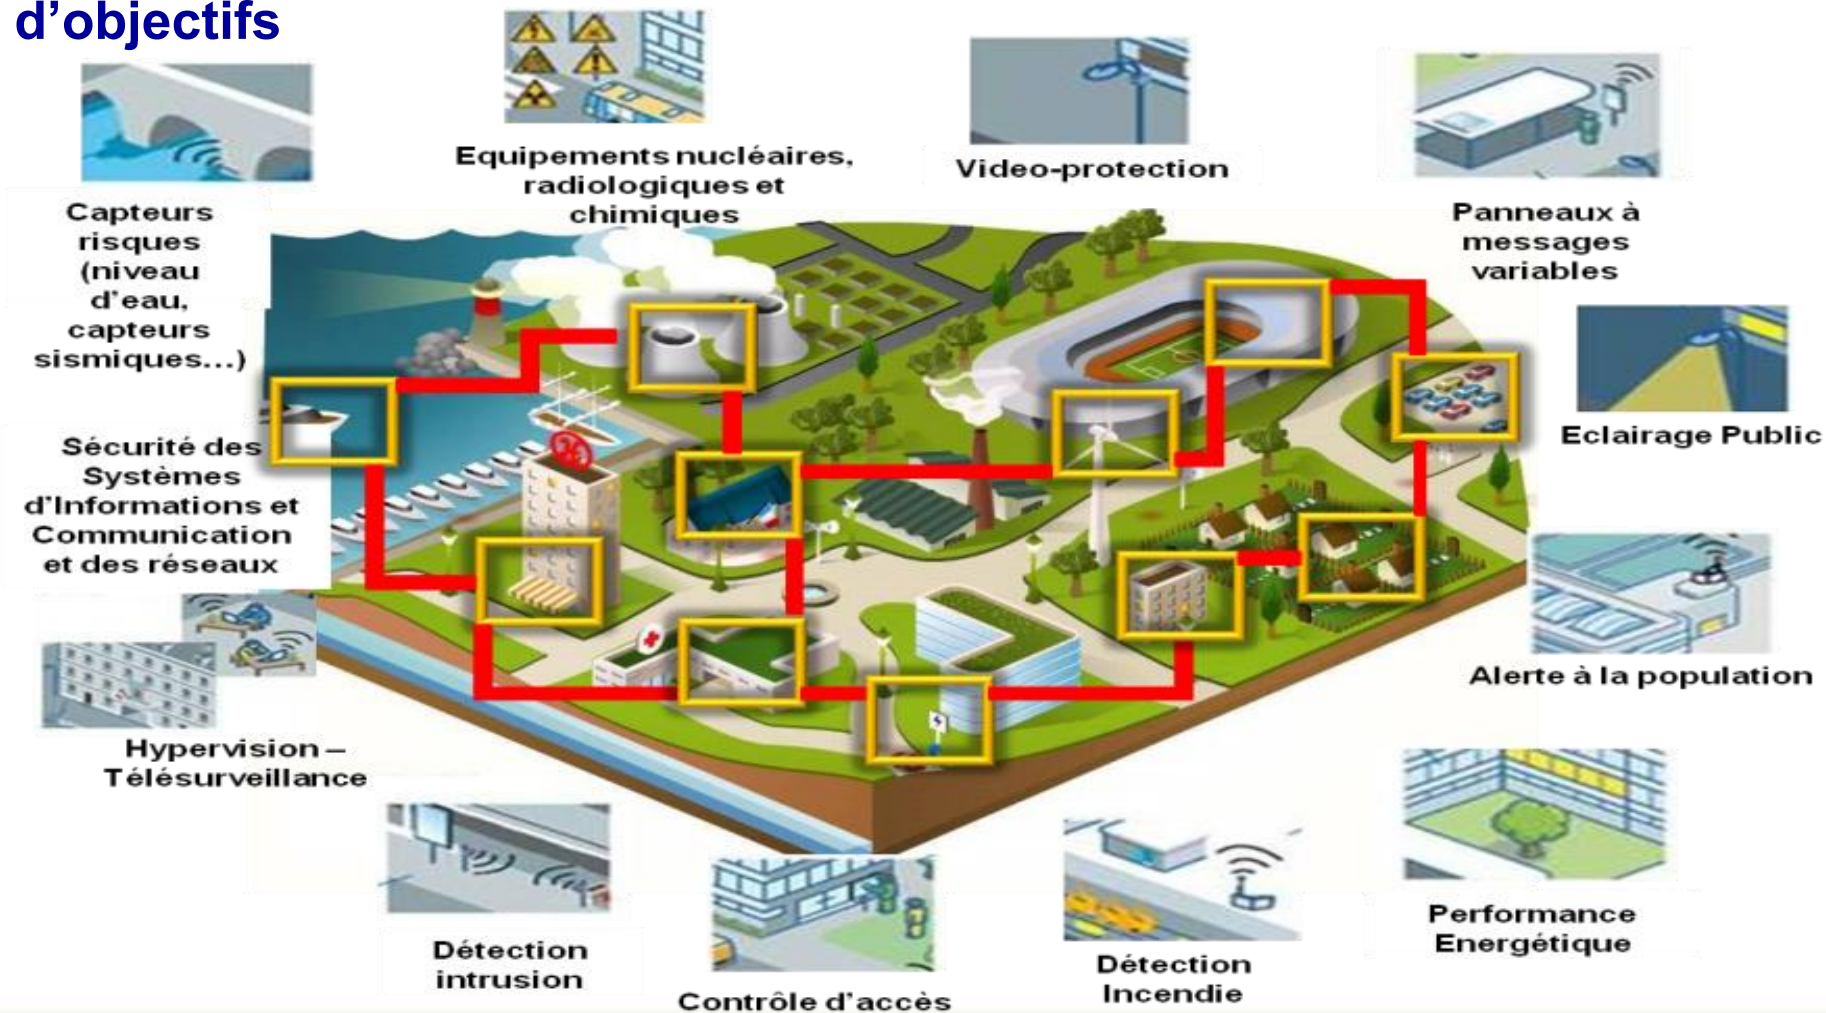 d’objectifs
Equipements nucléaires,
radiologiques et
chimiques
Video-protection
Panneaux à
messages
variables
Capteurs
risques
(niveau
d’eau,
capteurs
sismiques...)
Eclairage Public
Sécurité des
Systèmes
d’Informations et
Communication
et des réseaux
Alerte à la population
Hypervision –
Télésurveillance
Détection
intrusion
Contrôle d’accès
Détection
Incendie
Performance
Energétique